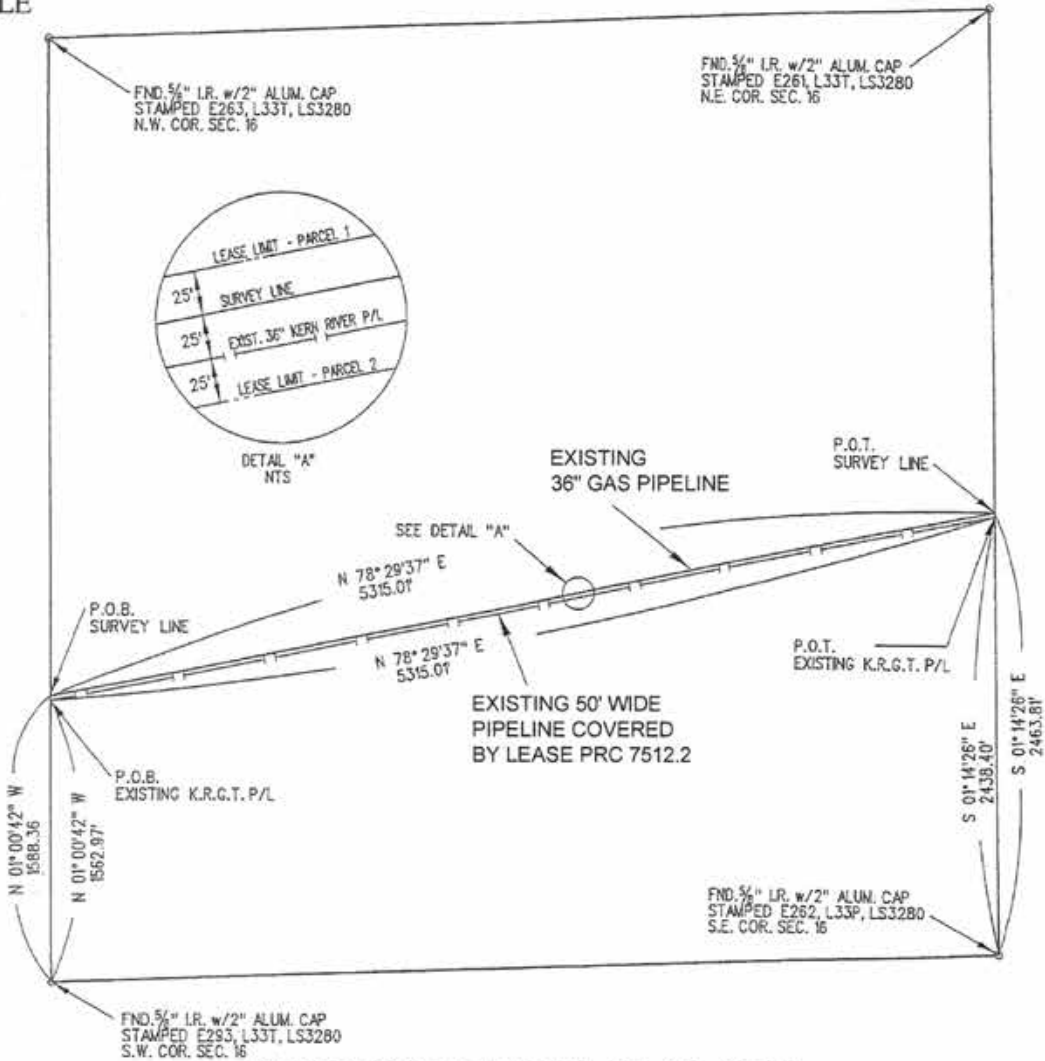 LE
FND. 5/8" I.R. w/2" ALUM. CAP
STAMPED E263, L33T, LS3280
N.W. COR. SEC. 16
FND. 5/8" I.R. w/2" ALUM. CAP
STAMPED E261, L33T, LS3280
N.E. COR. SEC. 16
LEASE LIMIT - PARCEL 1
25'
SURVEY LINE
25'
EXIST. 36" KERN RIVER P/L
25'
LEASE LIMIT - PARCEL 2
DETAIL "A"
NTS
EXISTING
36" GAS PIPELINE
P.O.T.
SURVEY LINE
SEE DETAIL "A"
N 78° 29'37" E
5315.01'
P.O.B.
SURVEY LINE
N 78° 29'37" E
5315.01'
P.O.T.
EXISTING K.R.G.T. P/L
EXISTING 50' WIDE
PIPELINE COVERED
BY LEASE PRC 7512.2
P.O.B.
EXISTING K.R.G.T. P/L
N 01° 00'42" W
1588.36
N 01° 00'42" W
1562.97'
S 01° 14'26" E
2438.40'
S 01° 14'26" E
2463.81'
FND. 5/8" I.R. w/2" ALUM. CAP
STAMPED E262, L33P, LS3280
S.E. COR. SEC. 16
FND. 5/8" I.R. w/2" ALUM. CAP
STAMPED E293, L33T, LS3280
S.W. COR. SEC. 16